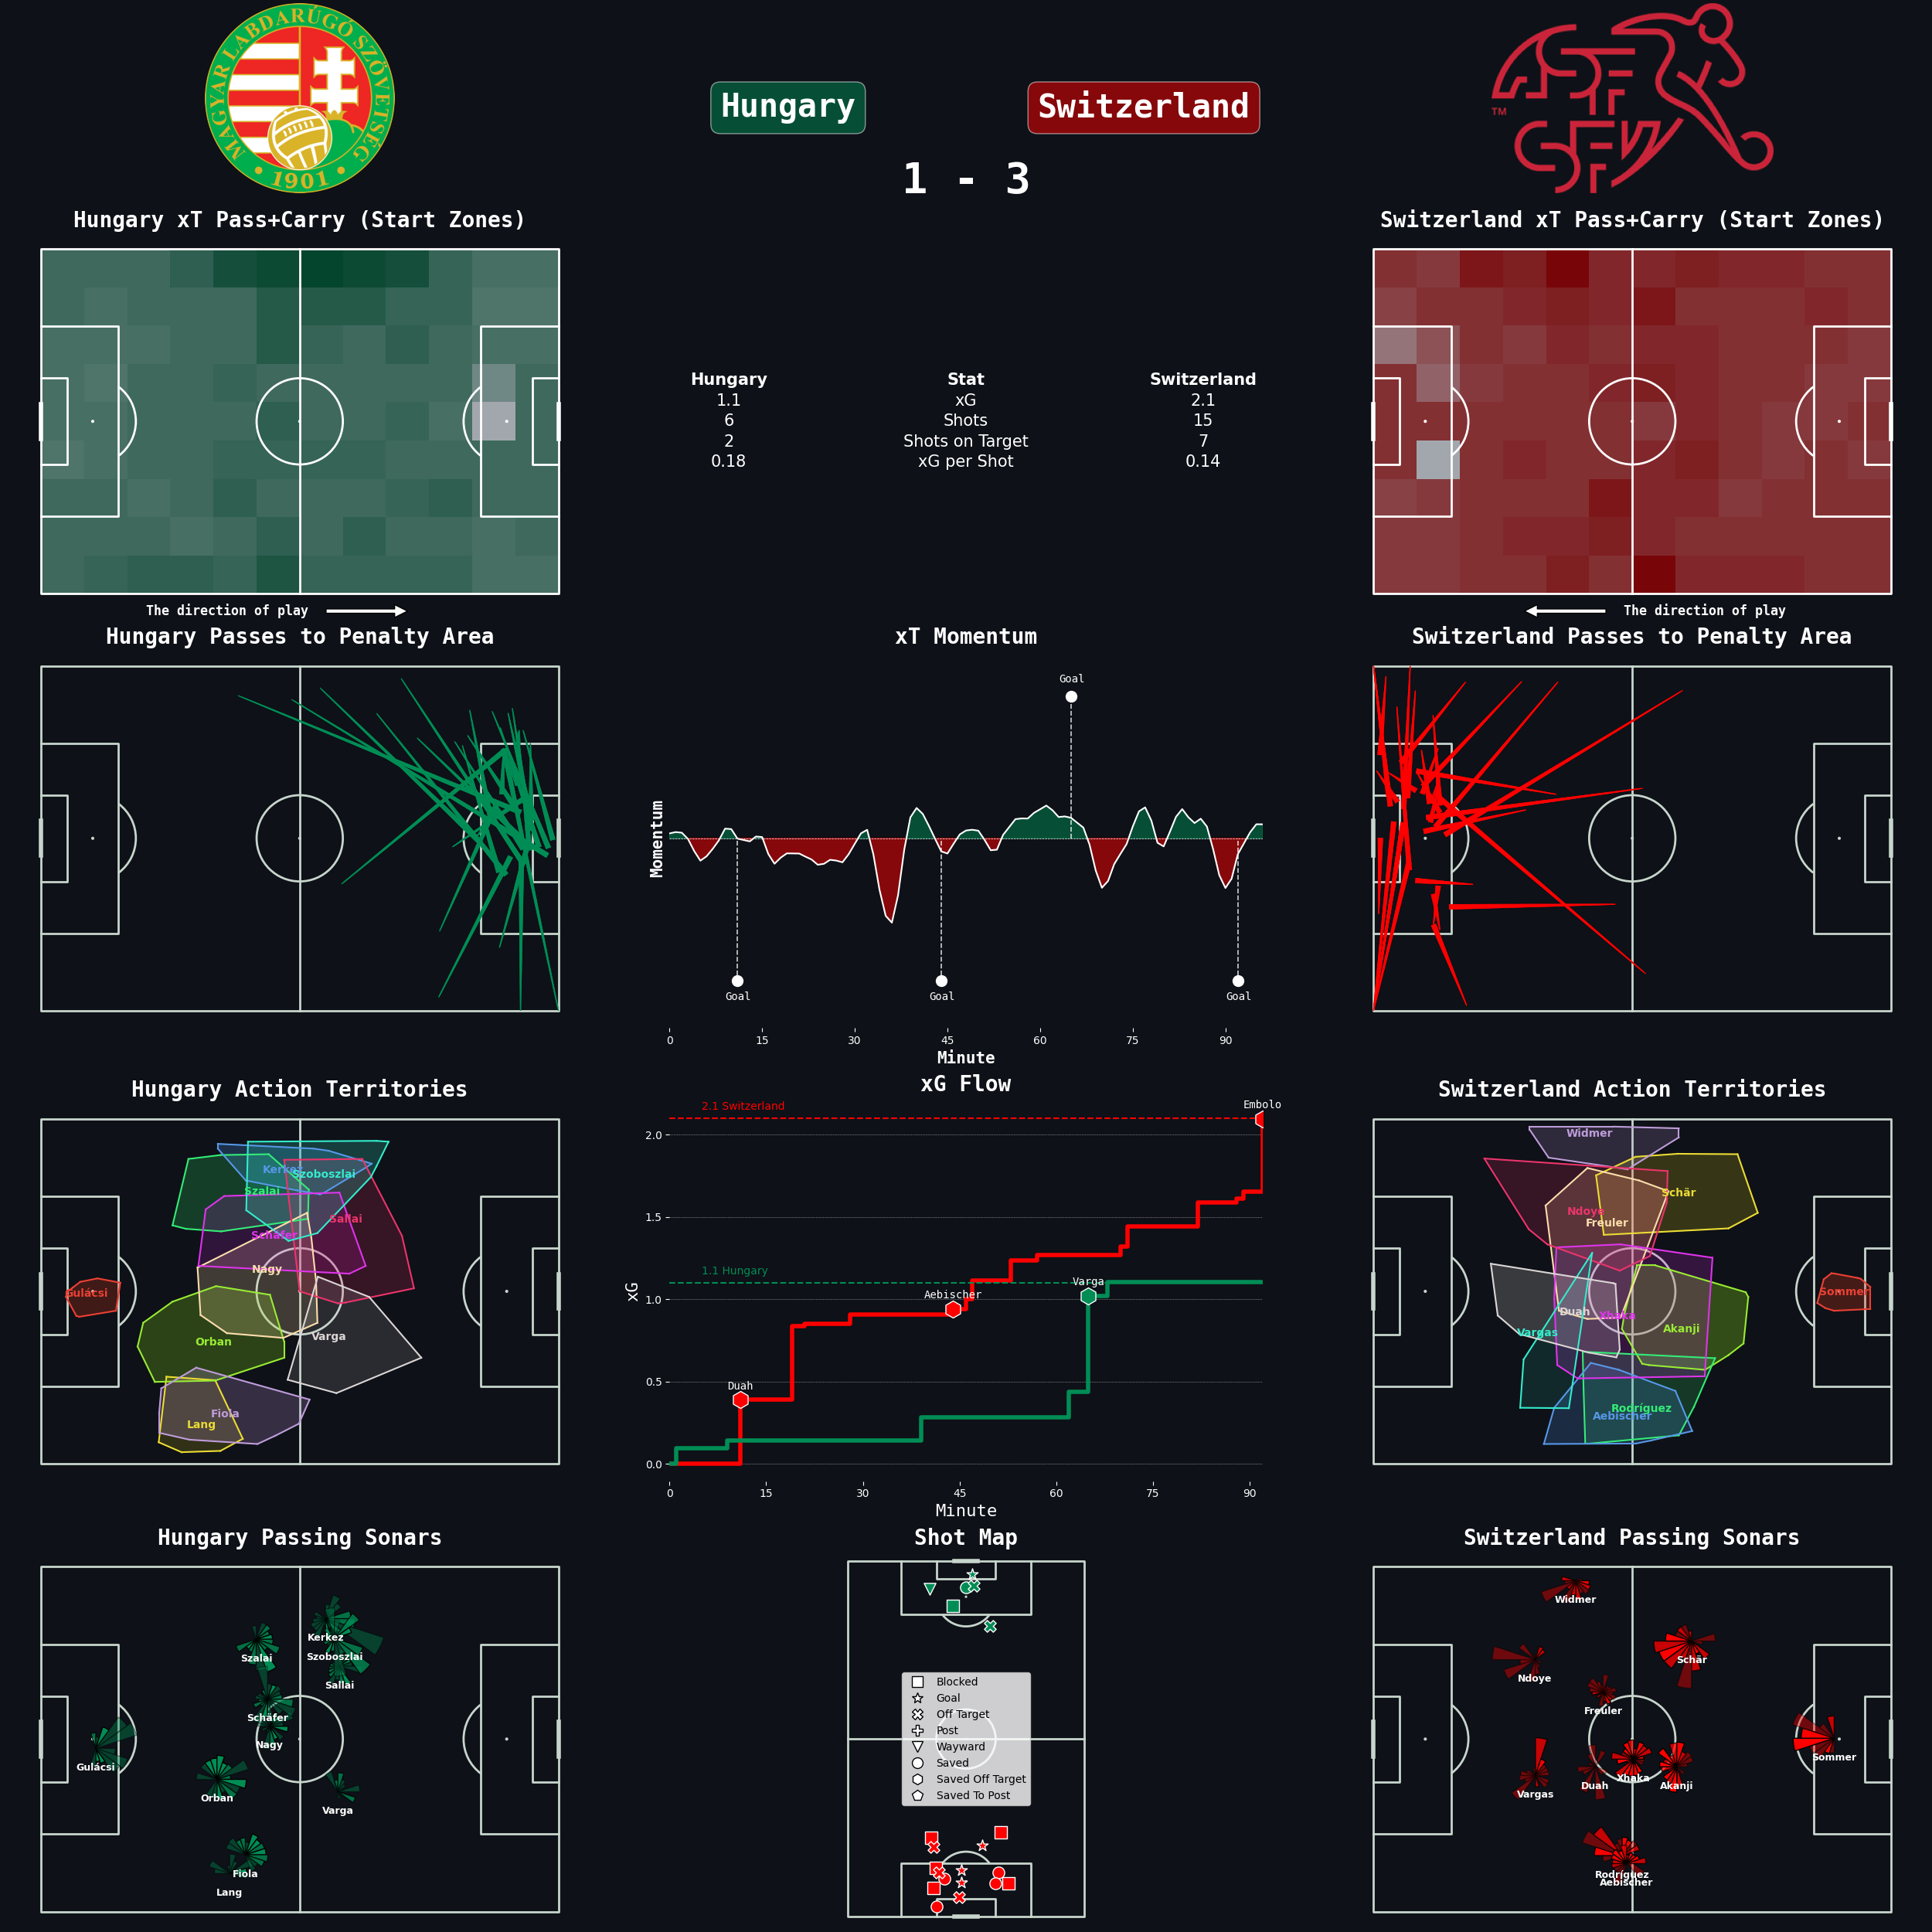 MAGYAR LABDARÚGÓ SZÖVETSÉG
• 1901 •
Hungary
Switzerland
ASF
SFV
TM
1 - 3
Hungary xT Pass+Carry (Start Zones)
Switzerland xT Pass+Carry (Start Zones)
Hungary Stat Switzerland
1.1 xG 2.1
6 Shots 15
2 Shots on Target 7
0.18 xG per Shot 0.14
The direction of play
The direction of play
Hungary Passes to Penalty Area
xT Momentum
Switzerland Passes to Penalty Area
Goal
Momentum
Goal
Goal
Goal
0 15 30 45 60 75 90
Minute
Hungary Action Territories
Kerkez
Szoboszlai
Szalai
Sallai
Schäfer
Nagy
Gulácsi
Orban
Varga
Fiola
Lang
xG Flow
2.1 Switzerland
Embolo
2.0
1.5
1.1 Hungary
Varga
xG
1.0
Aebischer
0.5
Duah
0.0
0 15 30 45 60 75 90
Minute
Switzerland Action Territories
Widmer
Schär
Ndoye
Freuler
Sommer
Duah
Xhaka
Vargas
Akanji
Rodríguez
Aebischer
Hungary Passing Sonars
Kerkez
Szalai
Szoboszlai
Sallai
Schäfer
Nagy
Gulácsi
Orban
Varga
Fiola
Lang
Shot Map
Blocked
Goal
Off Target
Post
Wayward
Saved
Saved Off Target
Saved To Post
Switzerland Passing Sonars
Widmer
Schär
Ndoye
Freuler
Sommer
Xhaka
Duah
Akanji
Vargas
Rodríguez
Aebischer